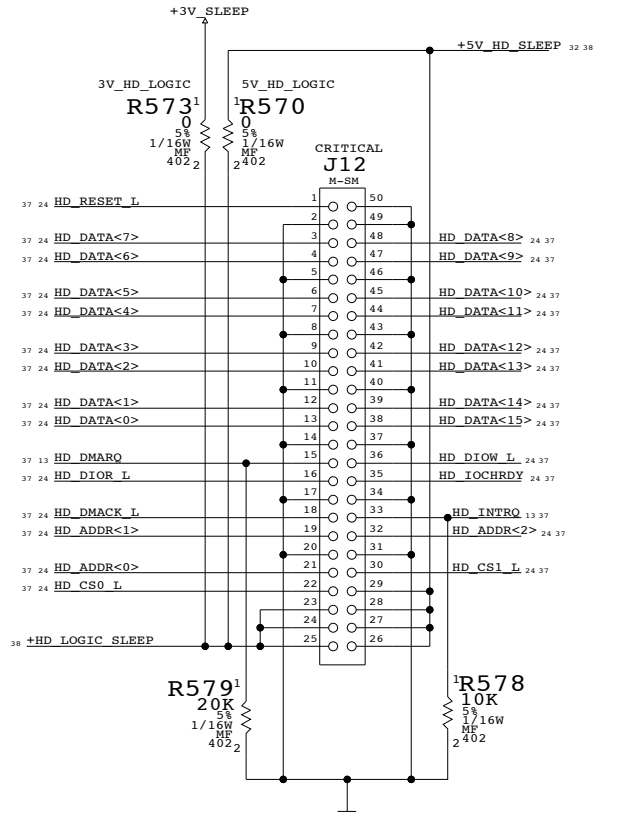 +3V_SLEEP
+5V_HD_SLEEP 32 38
3V_HD_LOGIC 5V_HD_LOGIC
R573 1 1 R570
0 0
5% 5%
1/16W 1/16W
MF MF
402 2 2 402
CRITICAL
J12
M-SM
37 24 HD_RESET_L 1 50
2 49
37 24 HD_DATA<7> 3 48 HD_DATA<8> 24 37
37 24 HD_DATA<6> 4 47 HD_DATA<9> 24 37
5 46
37 24 HD_DATA<5> 6 45 HD_DATA<10> 24 37
37 24 HD_DATA<4> 7 44 HD_DATA<11> 24 37
8 43
37 24 HD_DATA<3> 9 42 HD_DATA<12> 24 37
37 24 HD_DATA<2> 10 41 HD_DATA<13> 24 37
11 40
37 24 HD_DATA<1> 12 39 HD_DATA<14> 24 37
37 24 HD_DATA<0> 13 38 HD_DATA<15> 24 37
14 37
37 13 HD_DMARQ 15 36 HD_DIOW_L 24 37
37 24 HD_DIOR_L 16 35 HD_IOCHRDY 24 37
17 34
37 24 HD_DMACK_L 18 33 HD_INTRQ 13 37
37 24 HD_ADDR<1> 19 32 HD_ADDR<2> 24 37
20 31
37 24 HD_ADDR<0> 21 30 HD_CS1_L 24 37
37 24 HD_CS0_L 22 29
23 28
24 27
38 +HD_LOGIC_SLEEP 25 26
R579 1 1 R578
20K 10K
5% 5%
1/16W 1/16W
MF MF
402 2 2 402